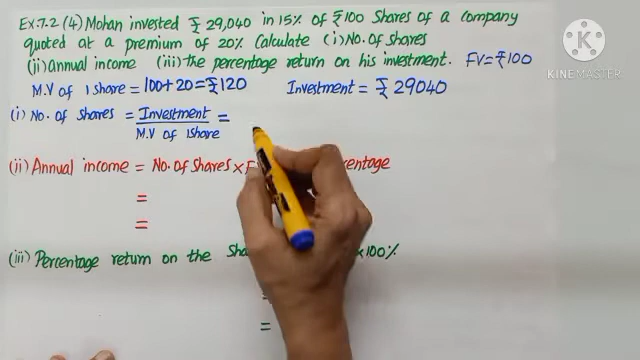 Ex.7.2 (4) Mohan invested ₹ 29,040 in 15% of ₹100 Shares of a company
quoted at a premium of 20% Calculate (i) No. of Shares
(ii) annual income (iii) the percentage return on his investment. FV = ₹100
M.V of 1 Share = 100+20 = ₹120 Investment = ₹ 29040
(i) No. of Shares = Investment / M.V of 1 Share =
(ii) Annual income = No. of Shares × F
=
=
(iii) Percentage return on the Sha ×100%
=
KINEMASTER